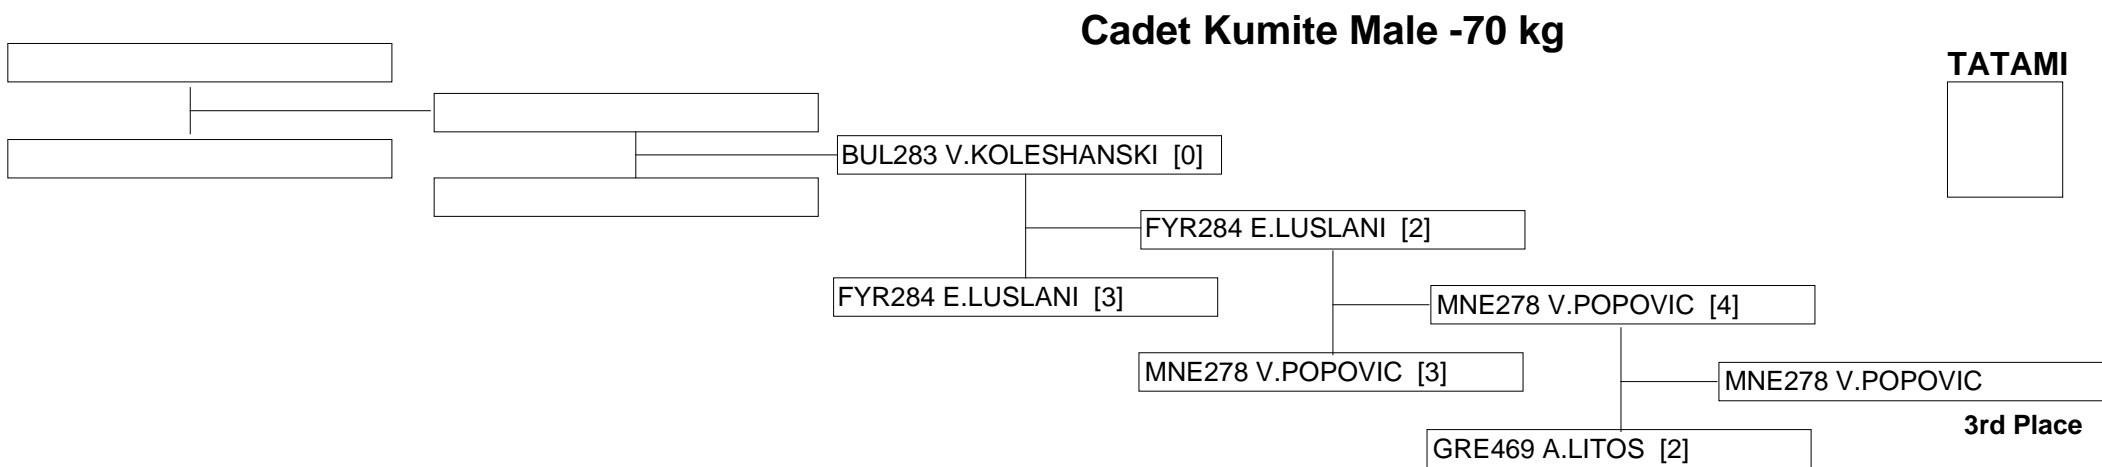 Cadet Kumite Male -70 kg
TATAMI
BUL283 V.KOLESHANSKI [0]
FYR284 E.LUSLANI [2]
FYR284 E.LUSLANI [3]
MNE278 V.POPOVIC [4]
MNE278 V.POPOVIC [3]
MNE278 V.POPOVIC
3rd Place
GRE469 A.LITOS [2]